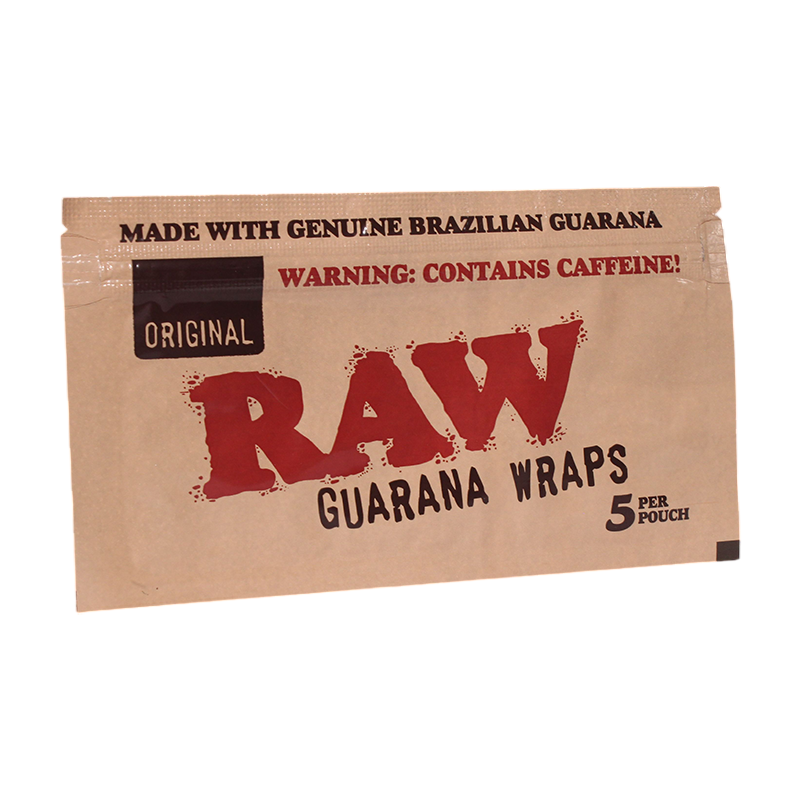 MADE WITH GENUINE BRAZILIAN GUARANA
WARNING: CONTAINS CAFFEINE!
ORIGINAL
RAW
GUARANA WRAPS
5 PER
POUCH